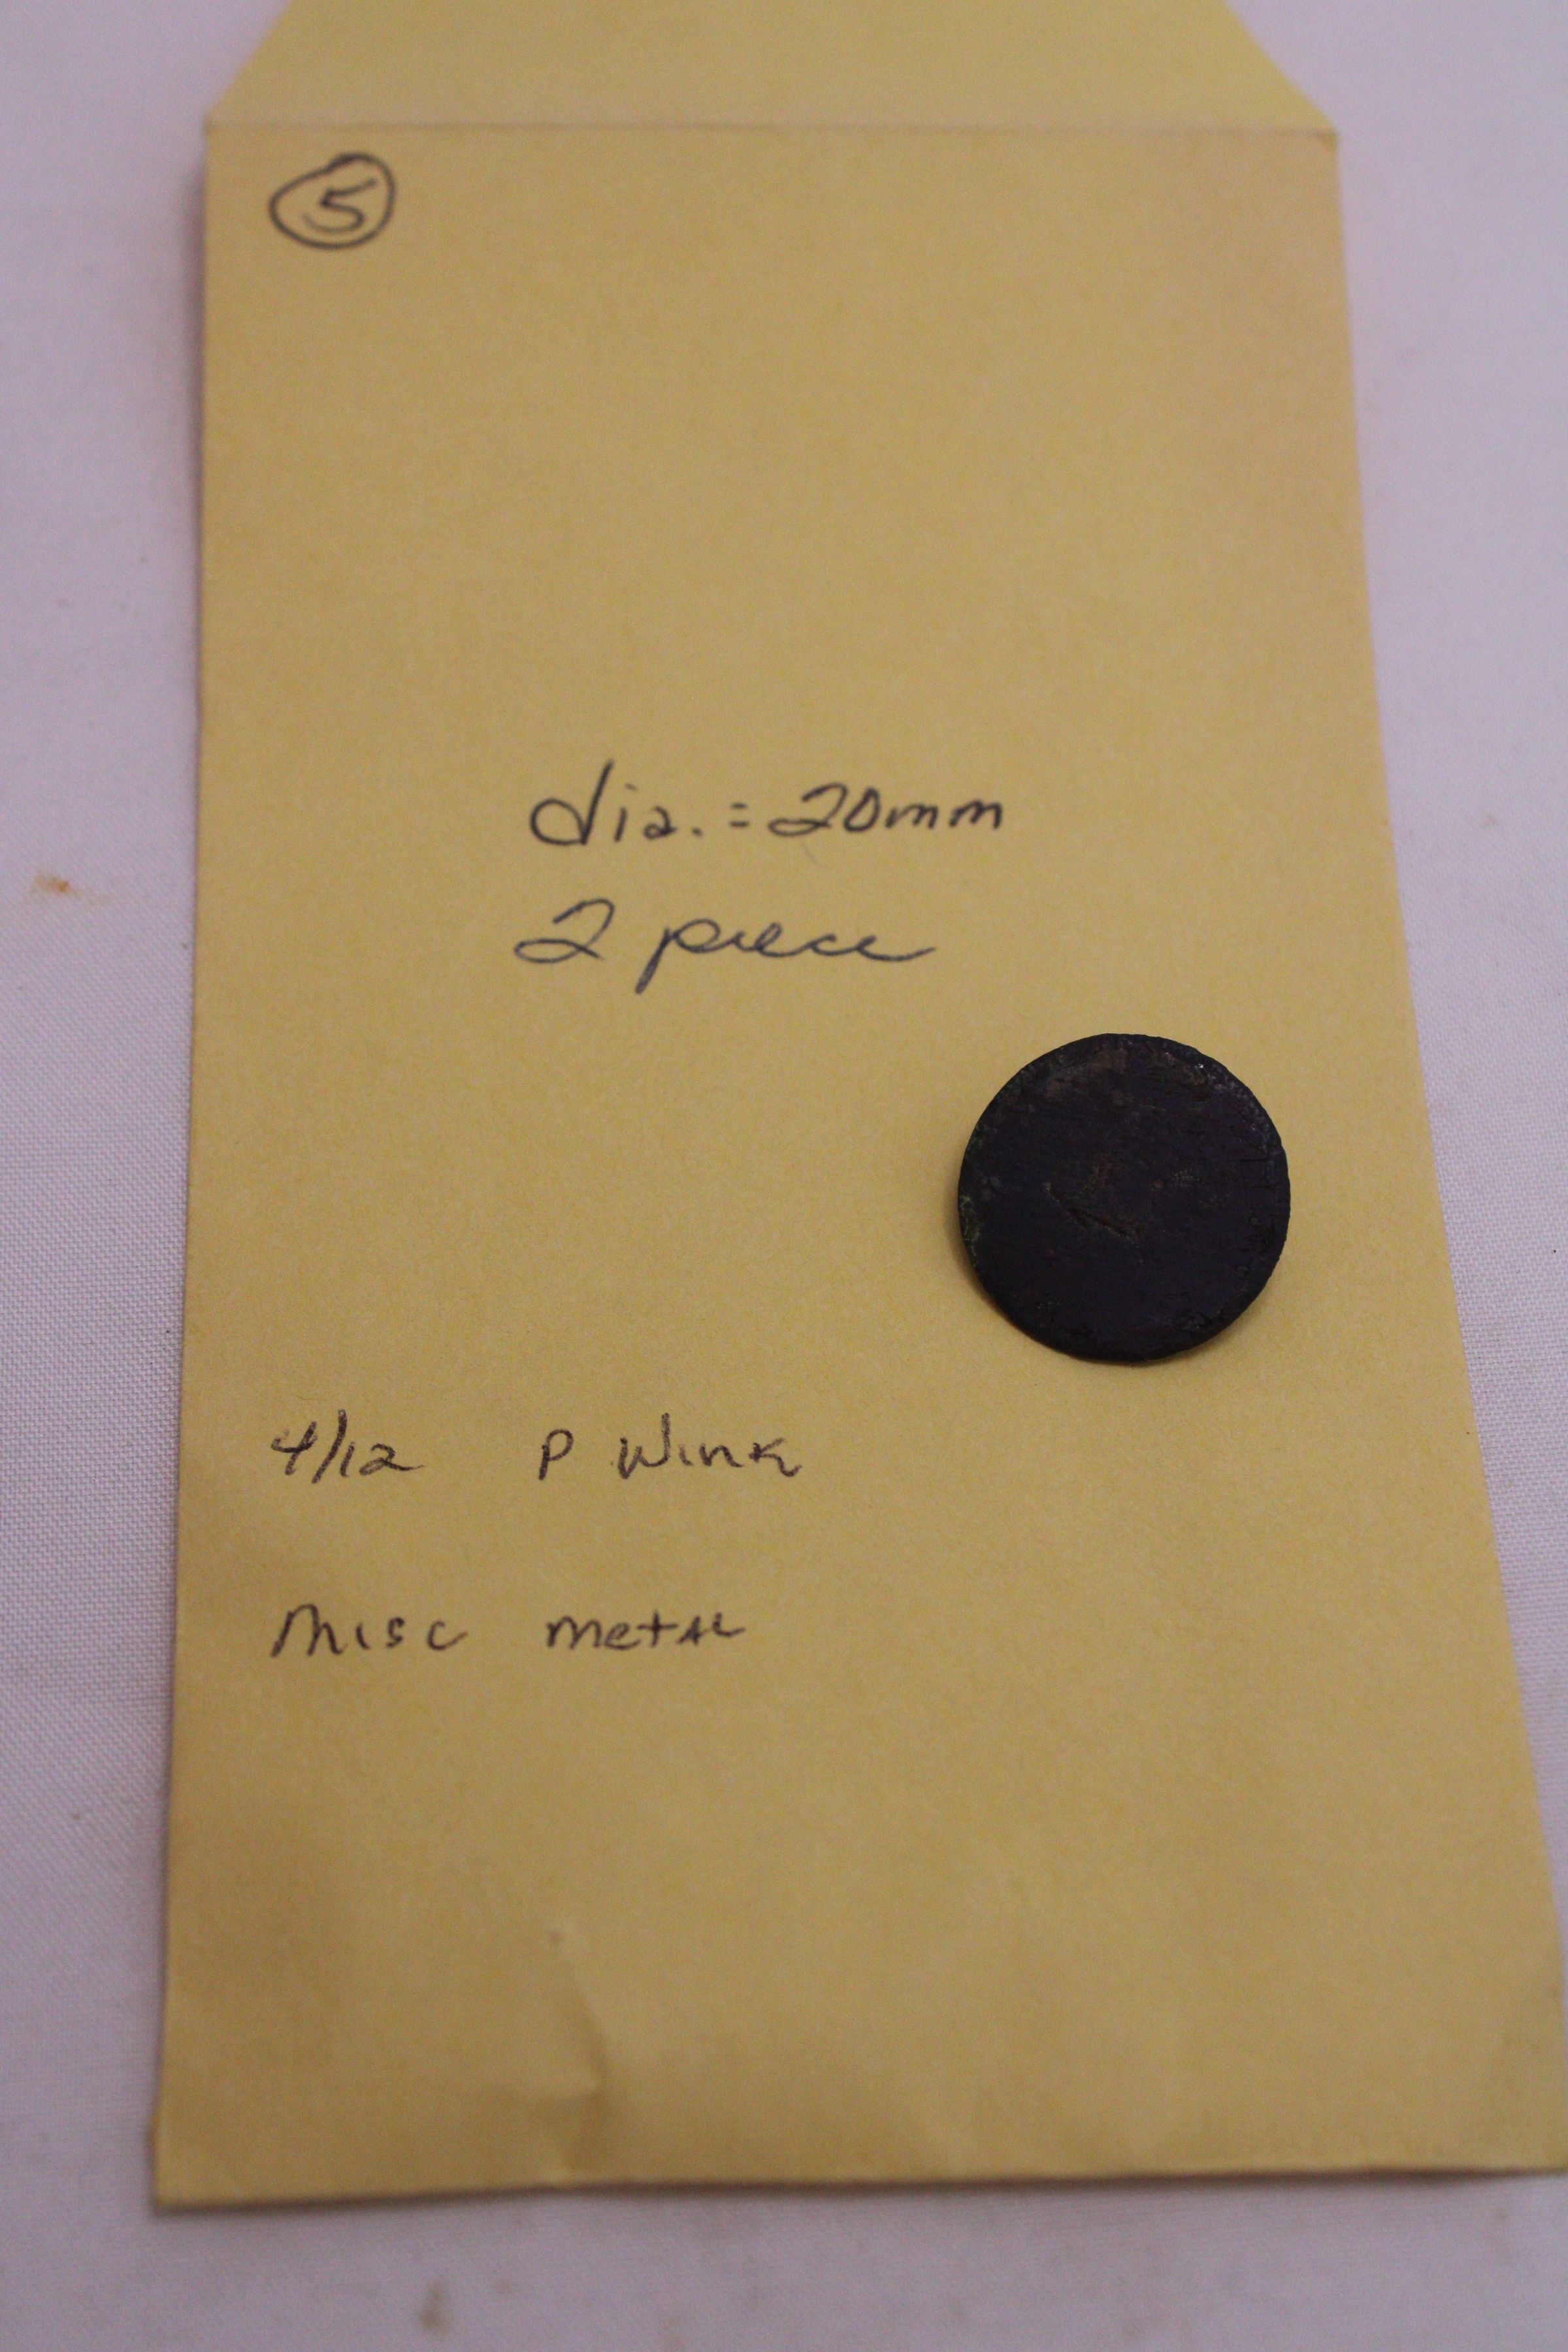 5
dia. = 20mm
2 piece
4/12 P Wink
Misc Metal